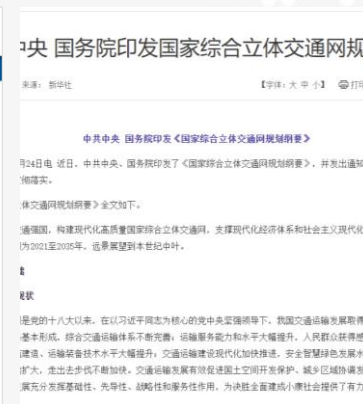 中央 国务院印发国家综合立体交通网规
来源： 新华社 【字体：大 中 小】 打印
中共中央 国务院印发《国家综合立体交通网规划纲要》
月24日电 近日，中共中央、国务院印发了《国家综合立体交通网规划纲要》，并发出通知
彻落实。
体交通网规划纲要》全文如下。
通强国，构建现代化高质量国家综合立体交通网，支撑现代化经济体系和社会主义现代化
为2021至2035年，远景展望到本世纪中叶。
现状
是党的十八大以来，在以习近平同志为核心的党中央坚强领导下，我国交通运输发展取得
基本形成，综合交通运输体系不断完善；运输服务能力和水平大幅提升，人民群众获得感
建造、运输装备技术水平大幅提升；交通运输建设现代化加快推进，安全智慧绿色发展水
扩大，走出去步伐不断加快。交通运输发展有效促进国土空间开发保护、城乡区域协调发
展充分发挥基础性、先导性、战略性和服务性作用，为决胜全面建成小康社会提供了有力